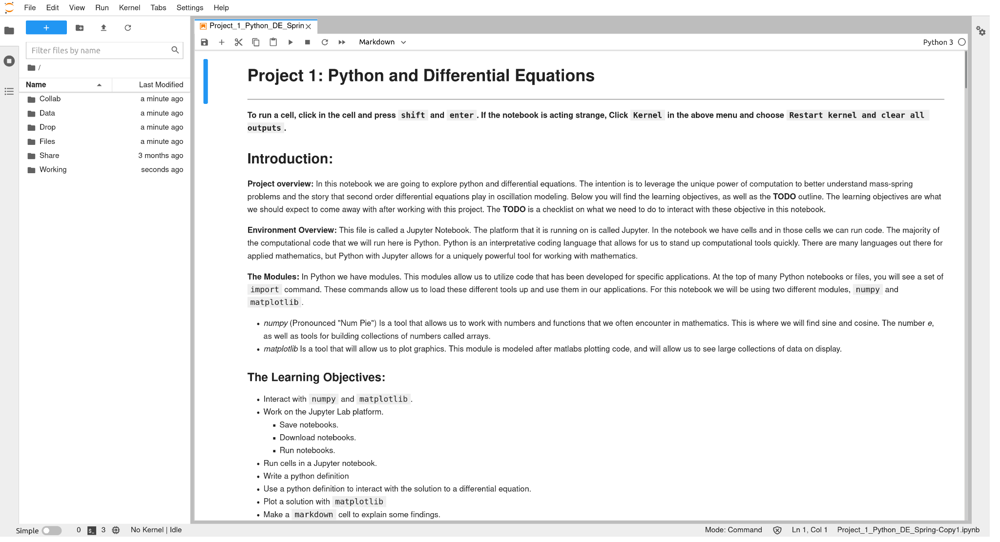 File Edit View Run Kernel Tabs Settings Help
+
Filter files by name
/
Name Last Modified
Collab a minute ago
Data a minute ago
Drop a minute ago
Files a minute ago
Share 3 months ago
Working seconds ago
Project_1_Python_DE_Sprin
Markdown
Python 3
Project 1: Python and Differential Equations
To run a cell, click in the cell and press shift and enter. If the notebook is acting strange, Click Kernel in the above menu and choose Restart kernel and clear all
outputs.
Introduction:
Project overview: In this notebook we are going to explore python and differential equations. The intention is to leverage the unique power of computation to better understand mass-spring
problems and the story that second order differential equations play in oscillation modeling. Below you will find the learning objectives, as well as the TODO outline. The learning objectives are what
we should expect to come away with after working with this project. The TODO is a checklist on what we need to do to interact with these objective in this notebook.
Environment Overview: This file is called a Jupyter Notebook. The platform that it is running on is called Jupyter. In the notebook we have cells and in those cells we can run code. The majority of
the computational code that we will run here is Python. Python is an interpretative coding language that allows for us to stand up computational tools quickly. There are many languages out there for
applied mathematics, but Python with Jupyter allows for a uniquely powerful tool for working with mathematics.
The Modules: In Python we have modules. This modules allow us to utilize code that has been developed for specific applications. At the top of many Python notebooks or files, you will see a set of
import command. These commands allow us to load these different tools up and use them in our applications. For this notebook we will be using two different modules, numpy and
matplotlib.
• numpy (Pronounced "Num Pie") Is a tool that allows us to work with numbers and functions that we often encounter in mathematics. This is where we will find sine and cosine. The number e,
as well as tools for building collections of numbers called arrays.
• matplotlib Is a tool that will allow us to plot graphics. This module is modeled after matlabs plotting code, and will allow us to see large collections of data on display.
The Learning Objectives:
• Interact with numpy and matplotlib.
• Work on the Jupyter Lab platform.
▪ Save notebooks.
▪ Download notebooks.
▪ Run notebooks.
• Run cells in a Jupyter notebook.
• Write a python definition
• Use a python definition to interact with the solution to a differential equation.
• Plot a solution with matplotlib
• Make a markdown cell to explain some findings.
Simple 0 $_ 3 No Kernel | Idle Mode: Command Ln 1, Col 1 Project_1_Python_DE_Spring-Copy1.ipynb